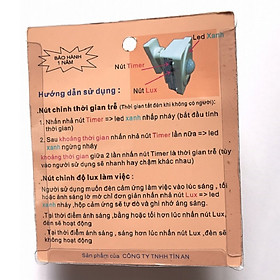 BẢO HÀNH
1 NĂM
Led Xanh
Nút Timer
Nút Lux
Hướng dẫn sử dụng :
.Nút chỉnh thời gian trễ (Thời gian tắt đèn khi không có người):
1. Nhấn nhả nút Timer => led xanh nhấp nháy (bắt đầu tính
thời gian)
2. Sau khoảng thời gian nhấn nhả nút Timer lần nữa=> led
xanh ngừng nháy
khoảng thời gian giữa 2 lần nhấn nút Timer là thời gian trễ (tùy
vào người sử dụng sẽ nhanh hay chậm khác nhau)
.Nút chỉnh độ lux làm việc :
Người sử dụng muốn đèn cảm ứng làm việc vào lúc sáng , tối
hoặc ánh sáng lờ mờ chỉ đơn giản nhấn nhả nút Lux =>led
xanh nháy ,hộp cảm ứng sẽ tự dò và ghi nhớ ánh sáng.
.Tại thời điểm ánh sáng ,bằng hoặc tối hơn lúc nhấn nút Lux,
đèn sẽ hoạt động
.Tại thời điểm ánh sáng , sáng hơn lúc nhấn nút Lux ,đèn sẽ
không hoạt động
Sản phẩm của CÔNG TY TNHH TÍN AN